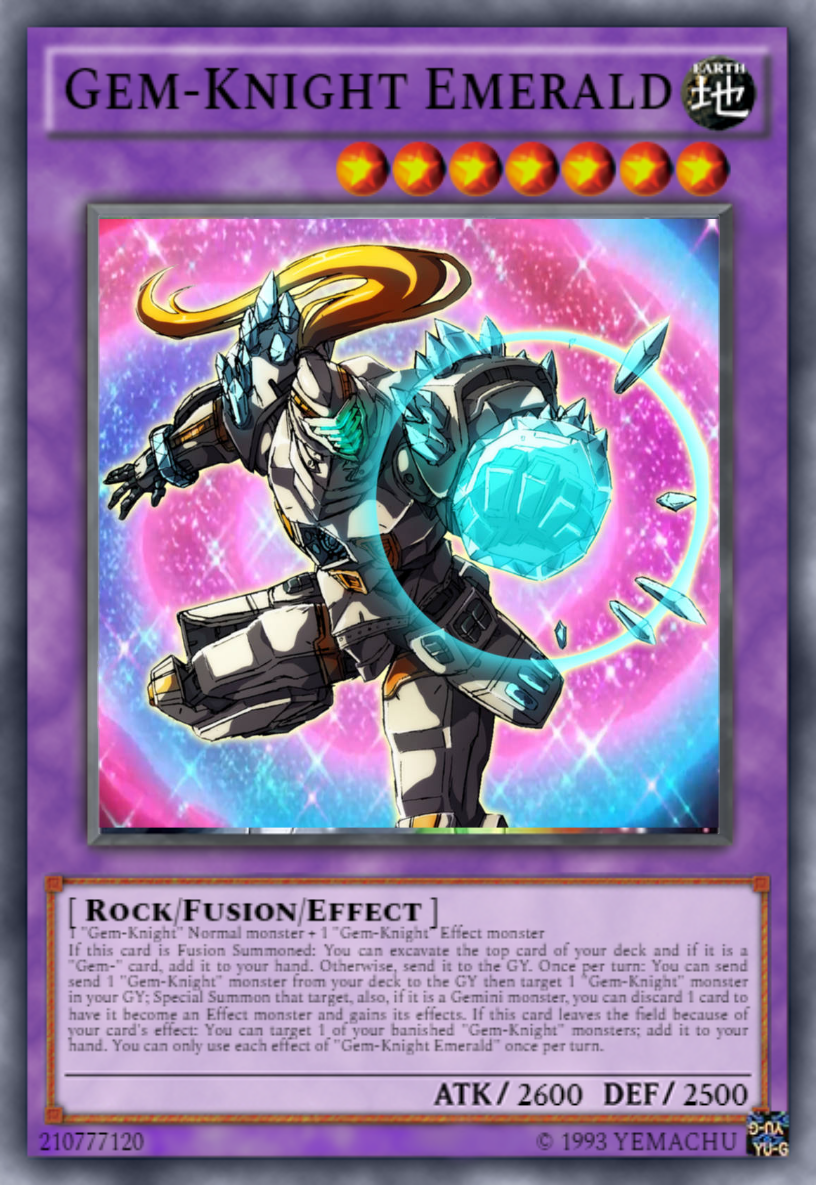 GEM-KNIGHT EMERALD
EARTH
地
[ ROCK/FUSION/EFFECT ]
1 "Gem-Knight" Normal monster + 1 "Gem-Knight" Effect monster
If this card is Fusion Summoned: You can excavate the top card of your deck and if it is a
"Gem-" card, add it to your hand. Otherwise, send it to the GY. Once per turn: You can send
send 1 "Gem-Knight" monster from your deck to the GY then target 1 "Gem-Knight" monster
in your GY; Special Summon that target, also, if it is a Gemini monster, you can discard 1 card to
have it become an Effect monster and gains its effects. If this card leaves the field because of
your card's effect: You can target 1 of your banished "Gem-Knight" monsters; add it to your
hand. You can only use each effect of "Gem-Knight Emerald" once per turn.
ATK/ 2600 DEF/ 2500
210777120
© 1993 YEMACHU